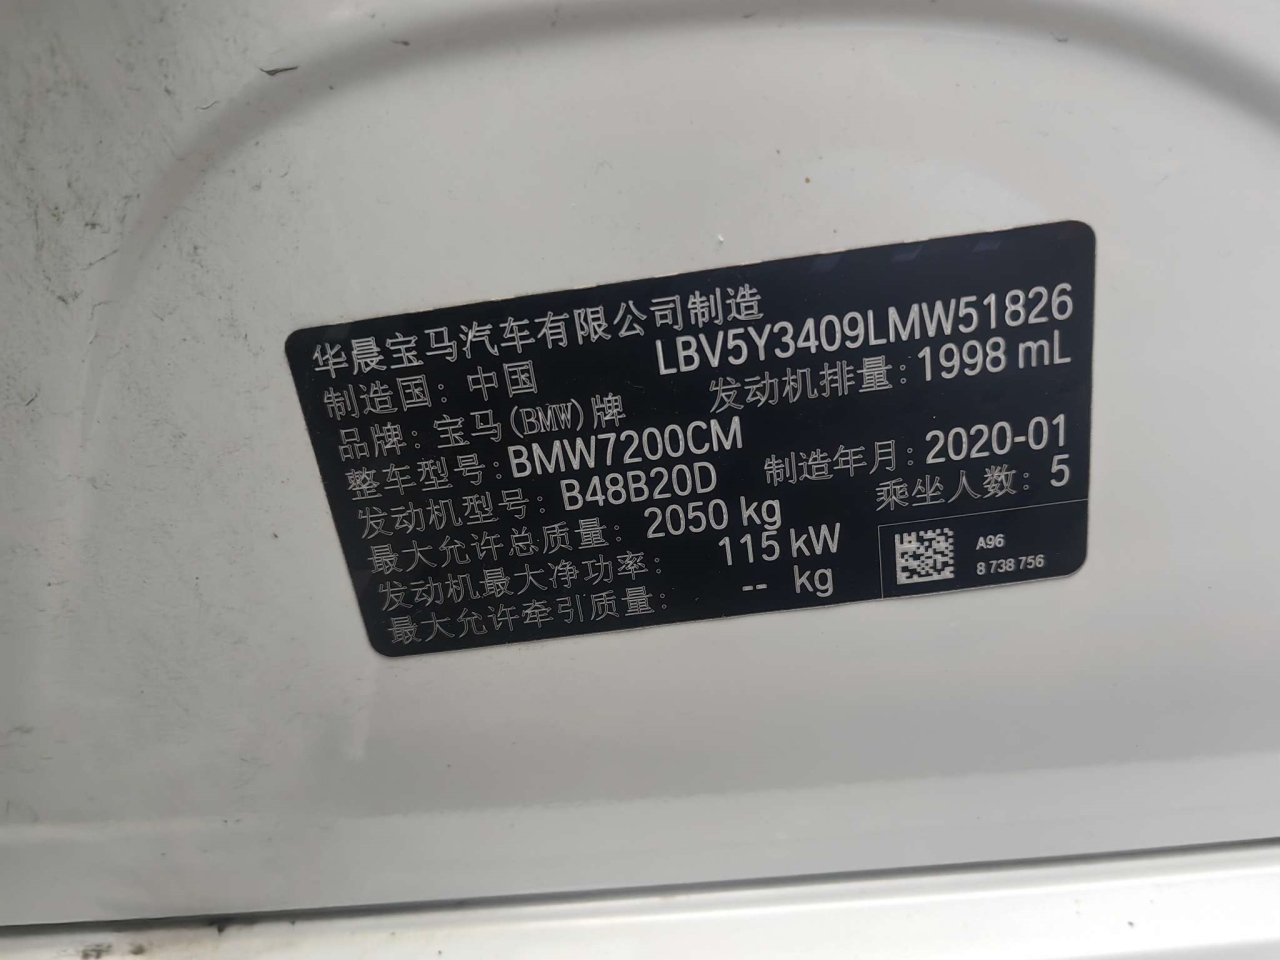 华晨宝马汽车有限公司制造
LBV5Y3409LMW51826
制造国：中国
发动机排量：1998 mL
品牌：宝马(BMW)牌
整车型号：BMW7200CM
制造年月：2020-01
发动机型号：B48B20D
乘坐人数：5
最大允许总质量：2050 kg
发动机最大净功率：115 kW
最大允许牵引质量：-- kg
A96
8 738 756